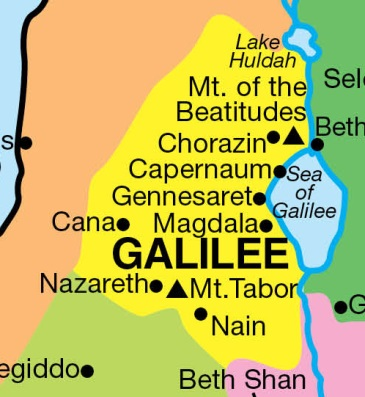 Lake
Huldah
Mt. of the
Beatitudes
Sel
Chorazin
Beth
s
Capernaum
Sea
of
Galilee
Gennesaret
Cana
Magdala
GALILEE
Nazareth
Mt.Tabor
G
Nain
egiddo
Beth Shan